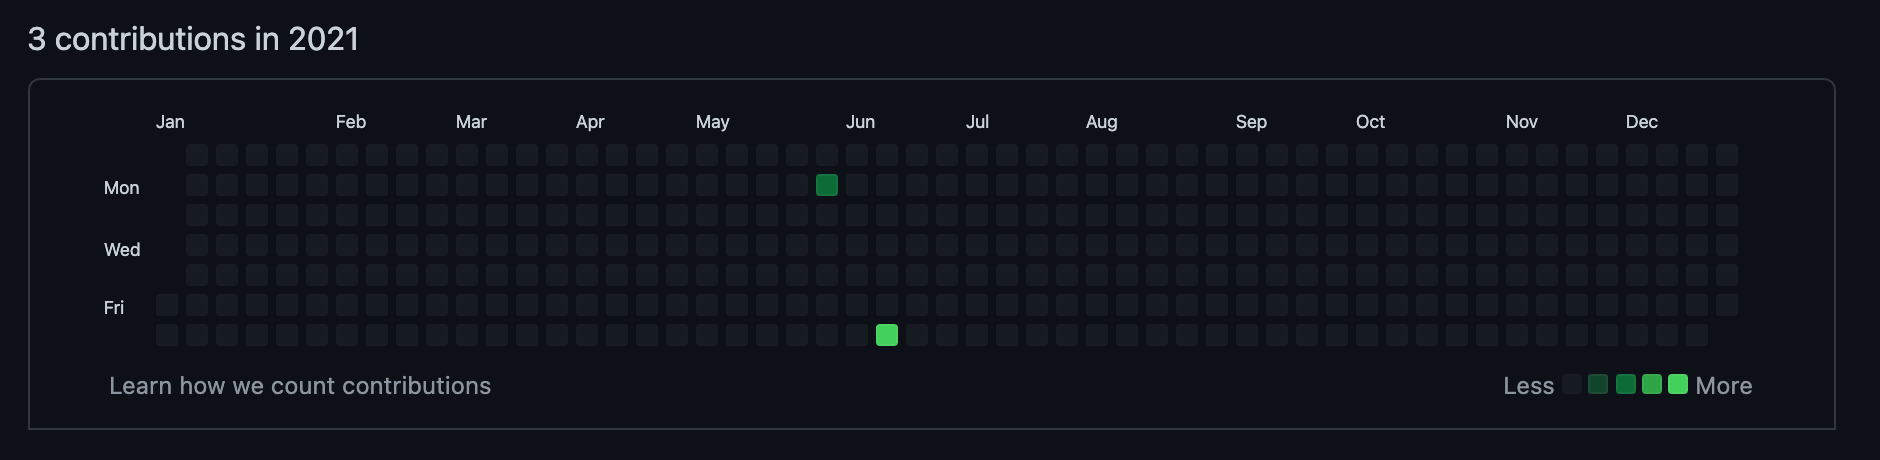 3 contributions in 2021
Jan Feb Mar Apr May Jun Jul Aug Sep Oct Nov Dec
Mon
Wed
Fri
Learn how we count contributions
Less More